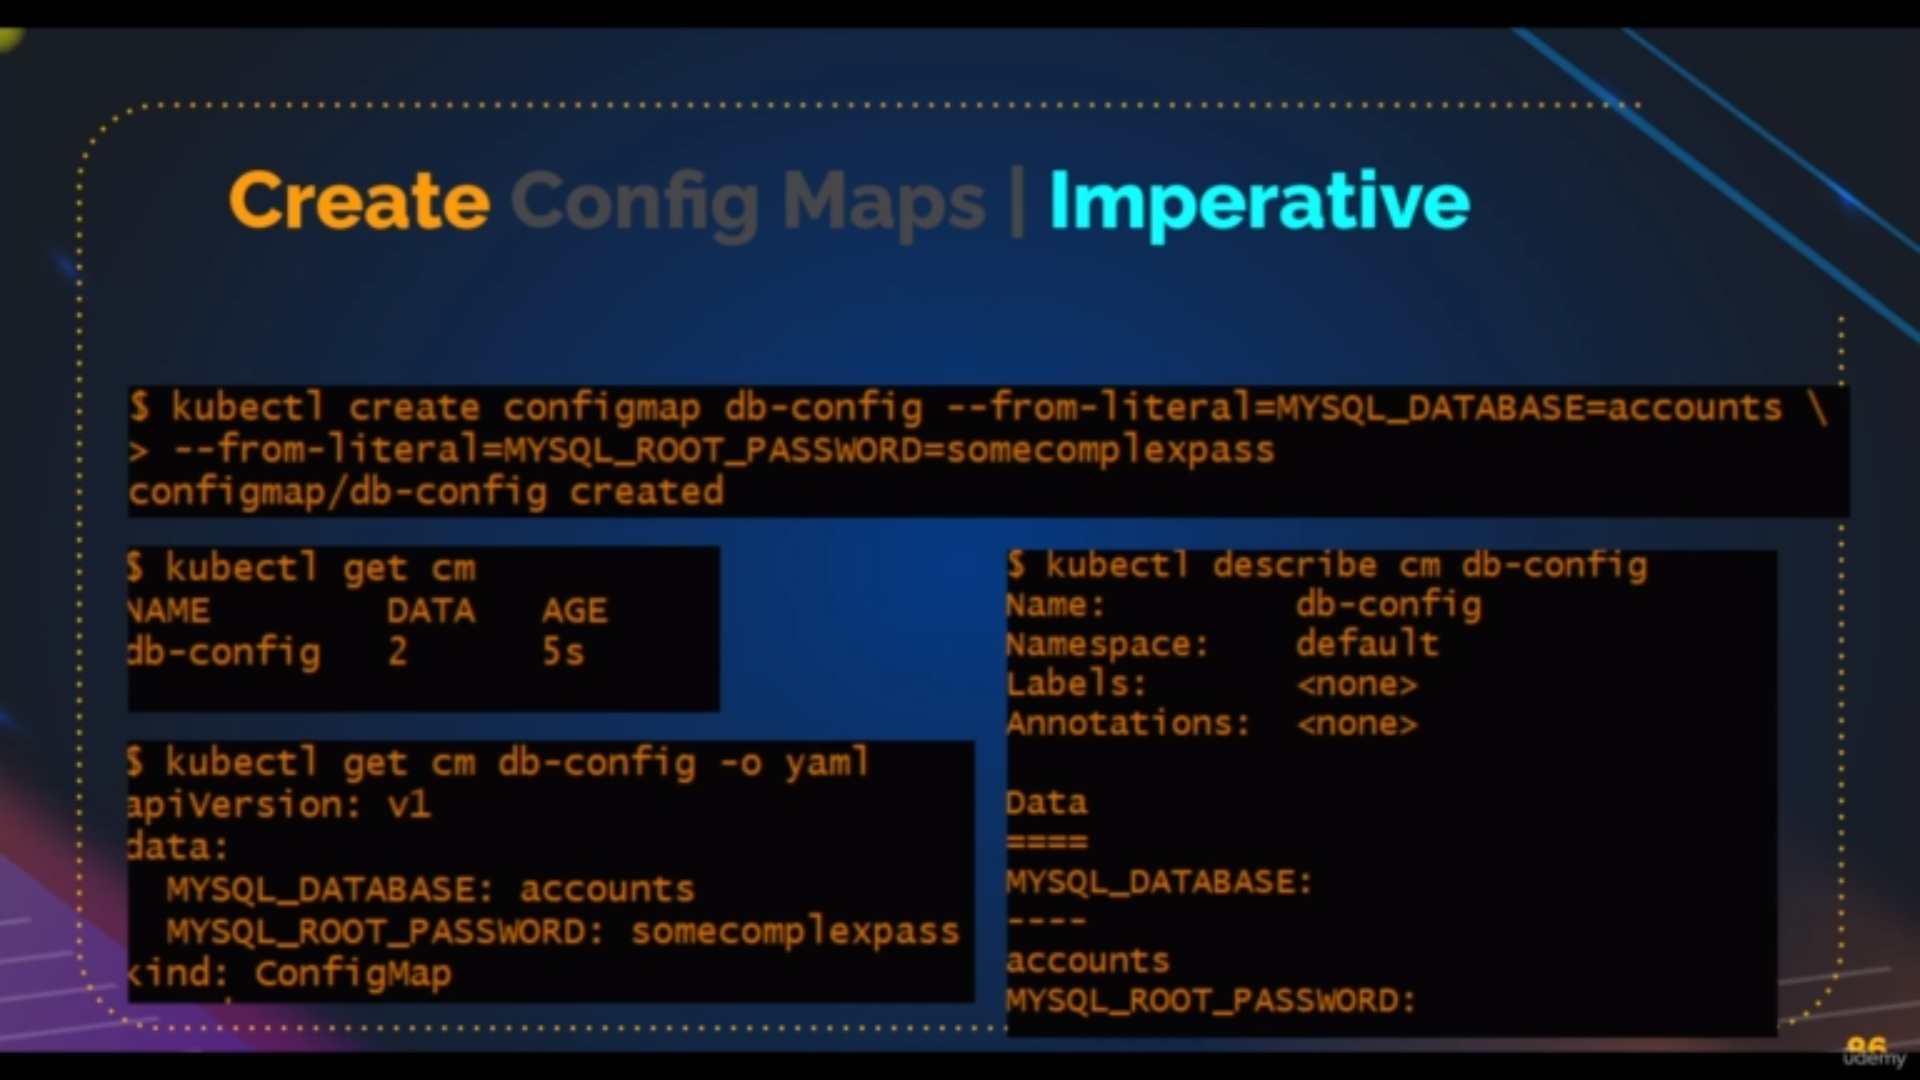 Create Config Maps | Imperative
$ kubectl create configmap db-config --from-literal=MYSQL_DATABASE=accounts \
> --from-literal=MYSQL_ROOT_PASSWORD=somecomplexpass
configmap/db-config created
$ kubectl get cm
NAME DATA AGE
db-config 2 5s
$ kubectl get cm db-config -o yaml
apiVersion: v1
data:
MYSQL_DATABASE: accounts
MYSQL_ROOT_PASSWORD: somecomplexpass
kind: ConfigMap
$ kubectl describe cm db-config
Name: db-config
Namespace: default
Labels: <none>
Annotations: <none>
Data
====
MYSQL_DATABASE:
----
accounts
MYSQL_ROOT_PASSWORD:
86
udemy